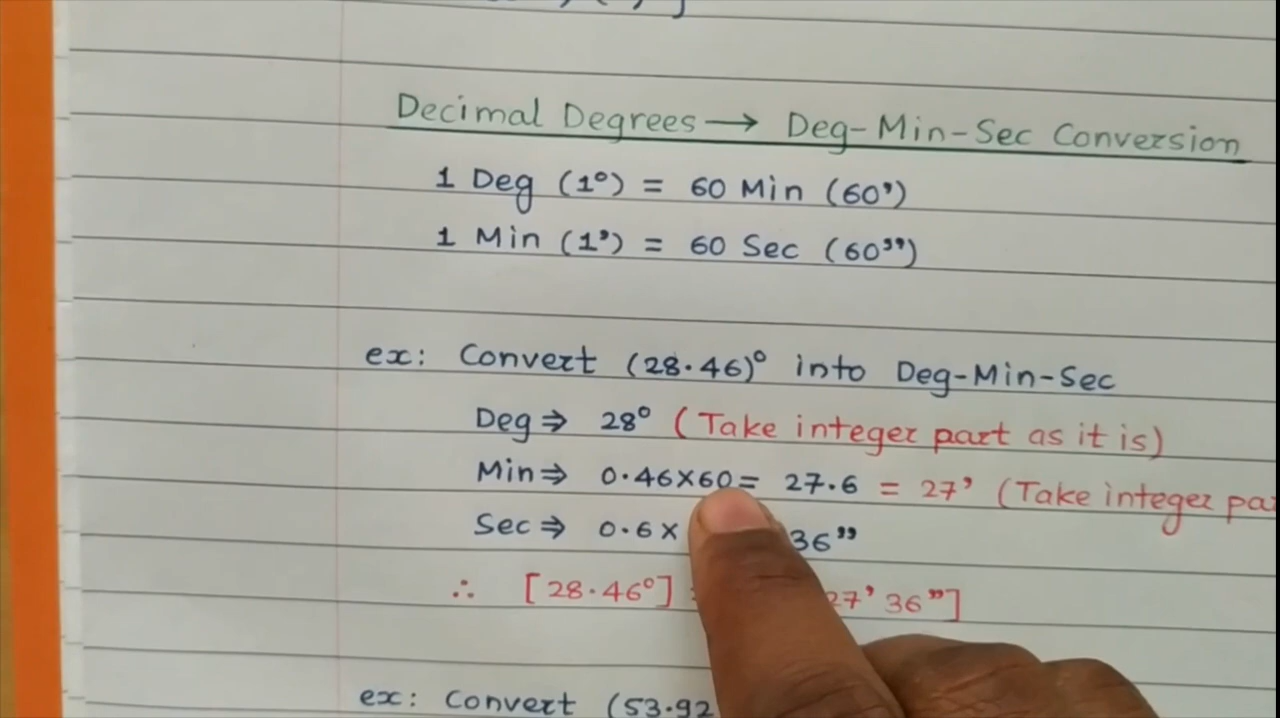 Decimal Degrees → Deg-Min-Sec Conversion
1 Deg (1°) = 60 Min (60')
1 Min (1') = 60 Sec (60'')
ex: Convert (28.46)° into Deg-Min-Sec
Deg ⇒ 28° (Take integer part as it is)
Min ⇒ 0.46×60 = 27.6 = 27' (Take integer
Sec ⇒ 0.6× 36''
∴ [28.46°] 27' 36'']
ex: Convert (53.92